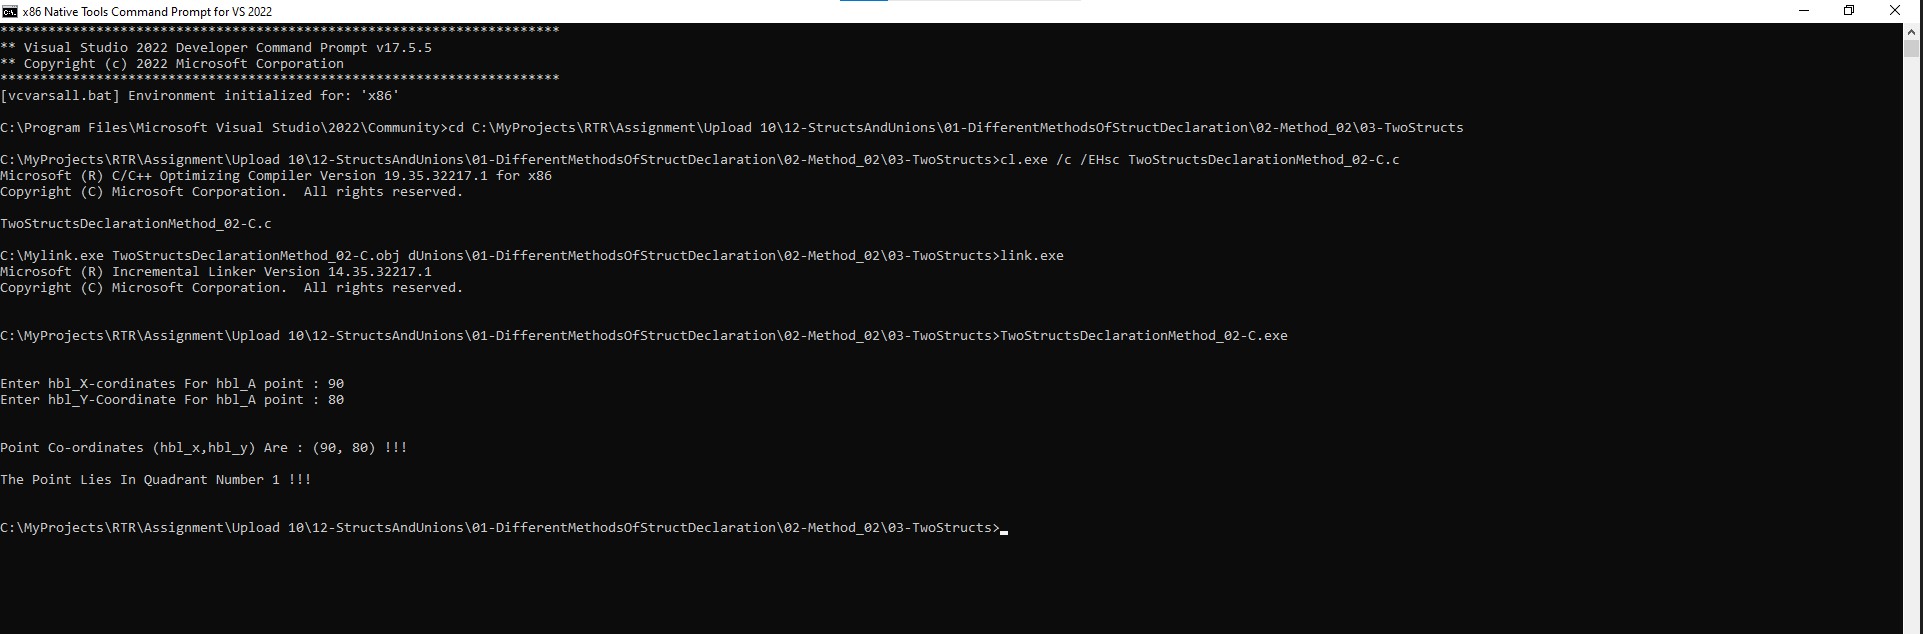 x86 Native Tools Command Prompt for VS 2022
**********************************************************************
** Visual Studio 2022 Developer Command Prompt v17.5.5
** Copyright (c) 2022 Microsoft Corporation
**********************************************************************
[vcvarsall.bat] Environment initialized for: 'x86'
C:\Program Files\Microsoft Visual Studio\2022\Community>cd C:\MyProjects\RTR\Assignment\Upload 10\12-StructsAndUnions\01-DifferentMethodsOfStructDeclaration\02-Method_02\03-TwoStructs
C:\MyProjects\RTR\Assignment\Upload 10\12-StructsAndUnions\01-DifferentMethodsOfStructDeclaration\02-Method_02\03-TwoStructs>cl.exe /c /EHsc TwoStructsDeclarationMethod_02-C.c
Microsoft (R) C/C++ Optimizing Compiler Version 19.35.32217.1 for x86
Copyright (C) Microsoft Corporation.  All rights reserved.
TwoStructsDeclarationMethod_02-C.c
C:\Mylink.exe TwoStructsDeclarationMethod_02-C.obj dUnions\01-DifferentMethodsOfStructDeclaration\02-Method_02\03-TwoStructs>link.exe
Microsoft (R) Incremental Linker Version 14.35.32217.1
Copyright (C) Microsoft Corporation.  All rights reserved.
C:\MyProjects\RTR\Assignment\Upload 10\12-StructsAndUnions\01-DifferentMethodsOfStructDeclaration\02-Method_02\03-TwoStructs>TwoStructsDeclarationMethod_02-C.exe
Enter hbl_X-cordinates For hbl_A point : 90
Enter hbl_Y-Coordinate For hbl_A point : 80
Point Co-ordinates (hbl_x,hbl_y) Are : (90, 80) !!!
The Point Lies In Quadrant Number 1 !!!
C:\MyProjects\RTR\Assignment\Upload 10\12-StructsAndUnions\01-DifferentMethodsOfStructDeclaration\02-Method_02\03-TwoStructs>